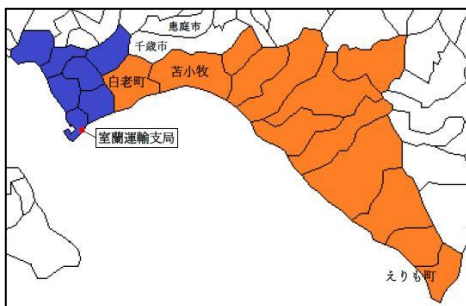 恵庭市
千歳市
白老町
苫小牧
室蘭運輸支局
えりも町